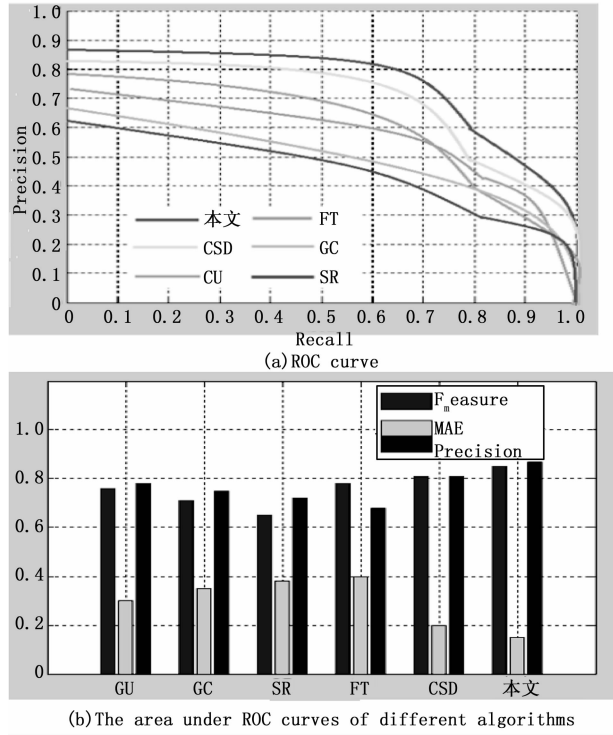 1.0
0.9
0.8
0.7
0.6
0.5
0.4
0.3
0.2
0.1
0
Precision
本文
FT
CSD
GC
CU
SR
0 0.1 0.2 0.3 0.4 0.5 0.6 0.7 0.8 0.9 1.0
Recall
(a)ROC curve
F_measure
MAE
Precision
1.0
0.8
0.6
0.4
0.2
0
GU GC SR FT CSD 本文
(b)The area under ROC curves of different algorithms